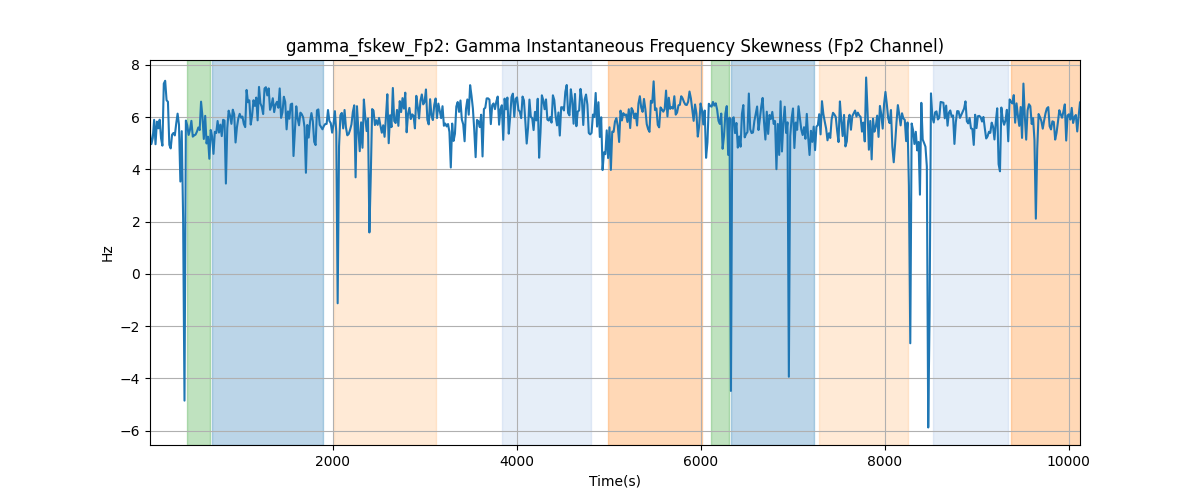 gamma_fskew_Fp2: Gamma Instantaneous Frequency Skewness (Fp2 Channel)
8
6
4
2
0
−2
−4
−6
Hz
2000 4000 6000 8000 10000
Time(s)